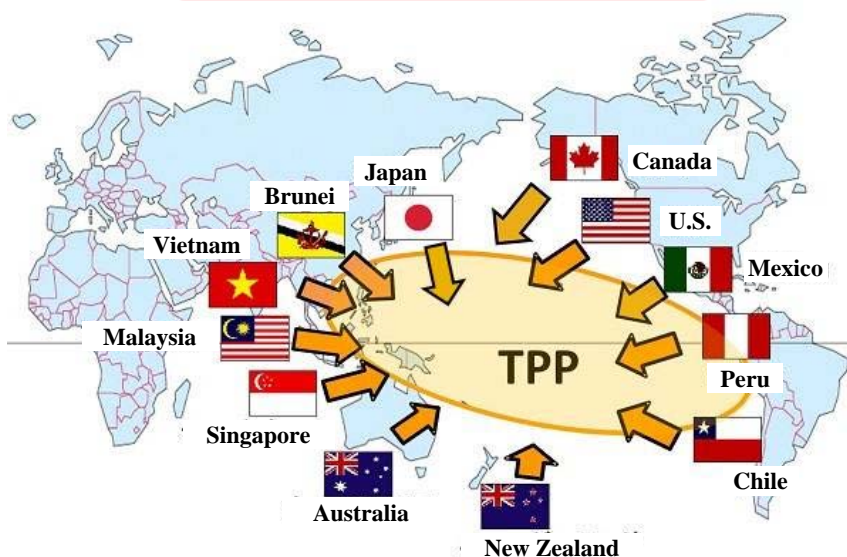 Canada
Japan
Brunei
U.S.
Vietnam
Mexico
Malaysia
TPP
Peru
Singapore
Chile
Australia
New Zealand